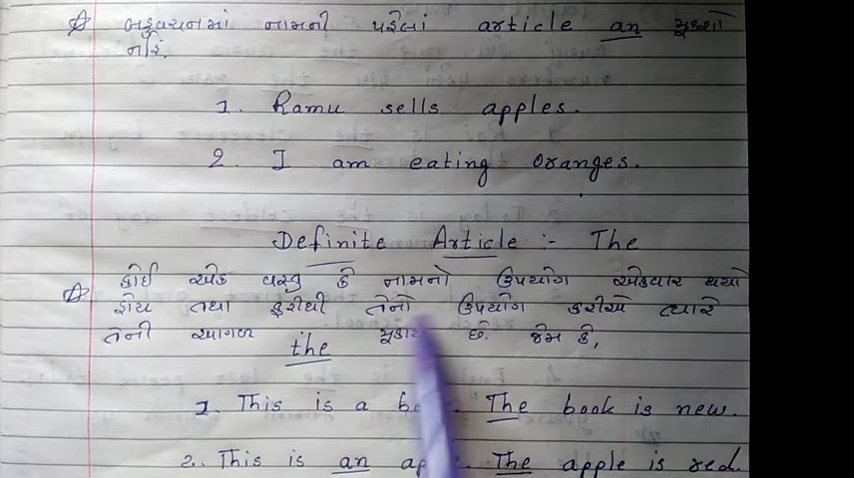 બહુવચનમાં નામની પહેલાં article an મૂકશો
નહિ.
1. Ramu sells apples.
2. I am eating oranges.
Definite Article :- The
કોઈ એક વસ્તુ કે નામનો ઉપયોગ એકવાર થયો
હોય તથા ફરીથી તેનો ઉપયોગ કરીએ ત્યારે
તેની આગળ the મૂકાય છે. જેમ કે,
1. This is a The book is new.
2. This is an The apple is red.